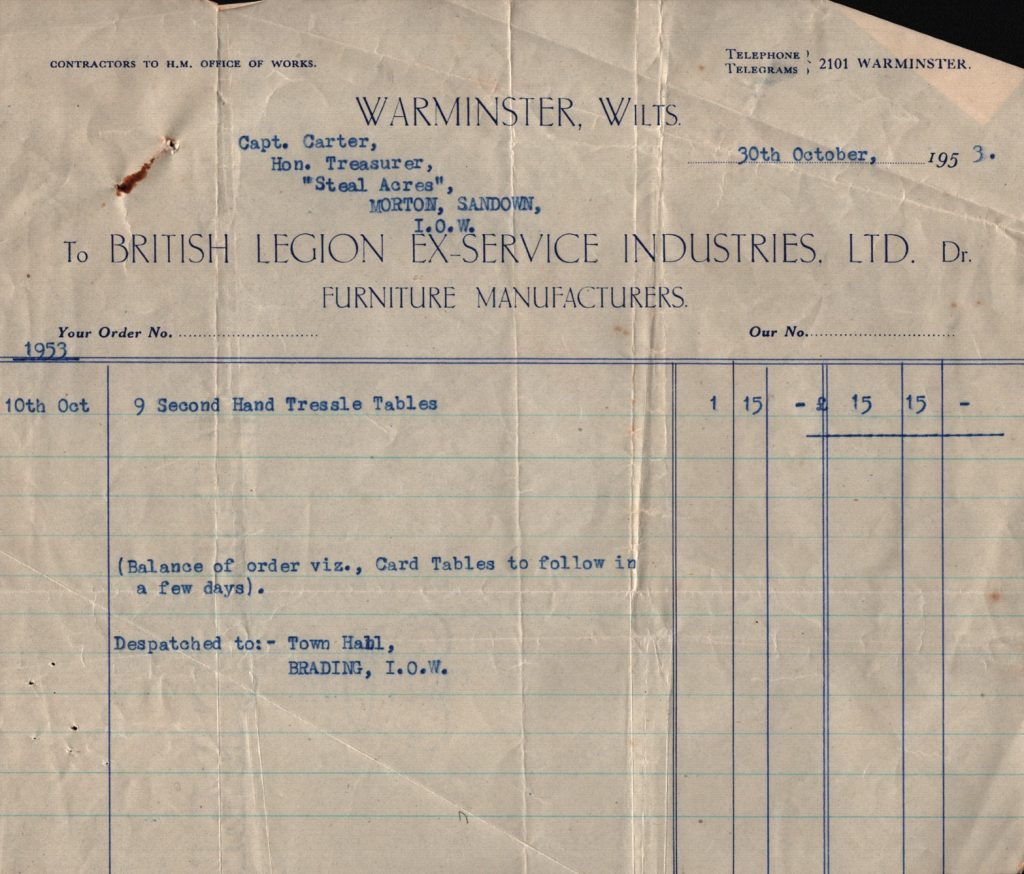 CONTRACTORS TO H.M. OFFICE OF WORKS.
TELEPHONE } 2101 WARMINSTER.
TELEGRAMS
WARMINSTER, WILTS.
Capt. Carter,
Hon. Treasurer,
"Steal Acres",
MORTON, SANDOWN,
I.O.W.
30th October, 1953.
To BRITISH LEGION EX-SERVICE INDUSTRIES, LTD. Dr.
FURNITURE MANUFACTURERS.
Your Order No. Our No.
1953
10th Oct 9 Second Hand Tressle Tables 1 15 - £ 15 15 -
(Balance of order viz., Card Tables to follow in
a few days).
Despatched to:- Town Hall,
BRADING, I.O.W.